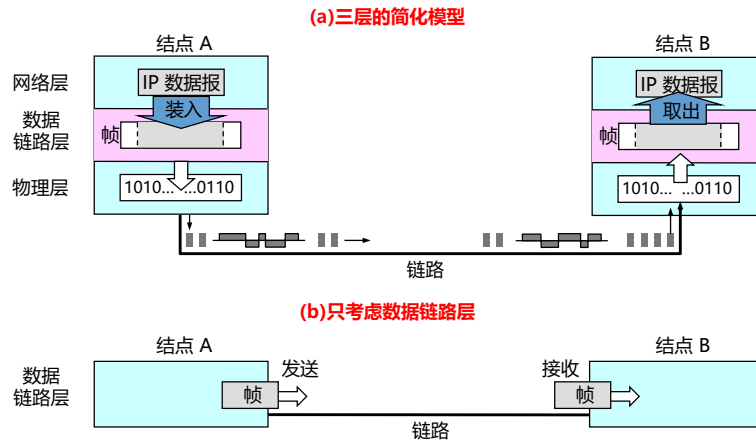 (a)三层的简化模型
结点 A
结点 B
网络层
IP 数据报
IP 数据报
装入
取出
数据
链路层
帧
帧
物理层
1010... ...0110
1010... ...0110
链路
(b)只考虑数据链路层
结点 A
结点 B
数据
链路层
发送
接收
帧
帧
链路